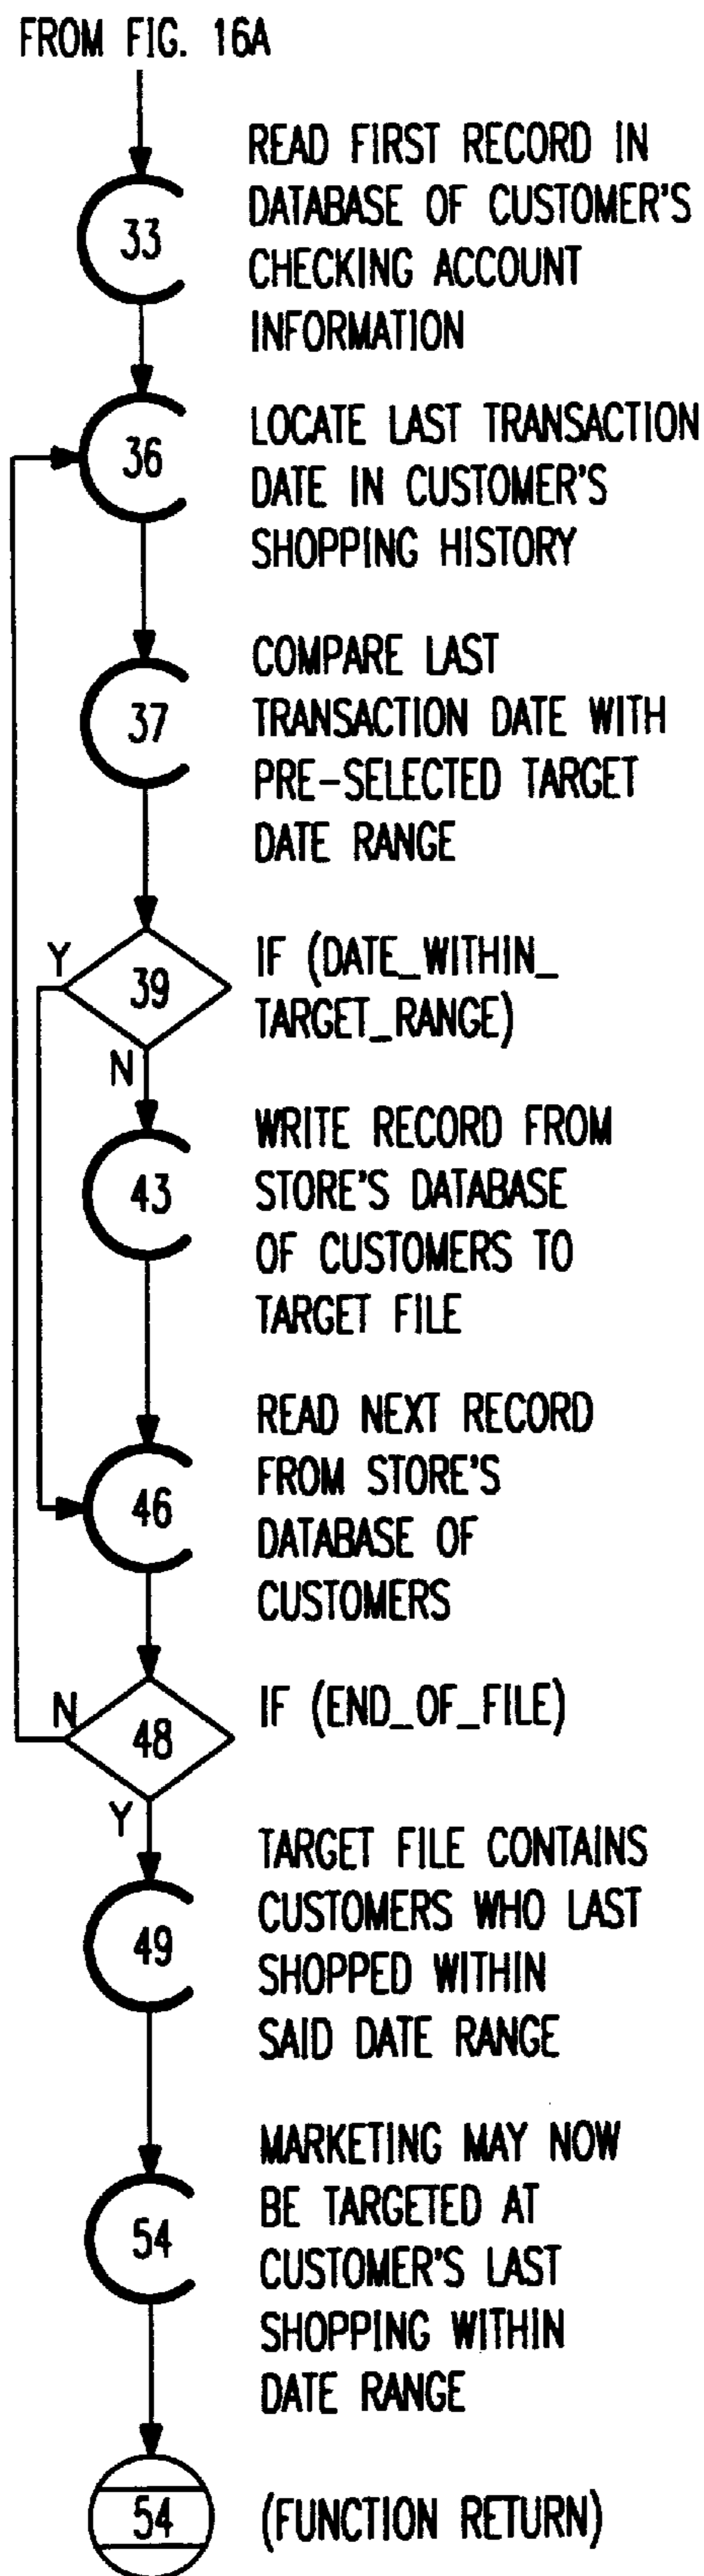 FROM FIG. 16A
33
READ FIRST RECORD IN
DATABASE OF CUSTOMER'S
CHECKING ACCOUNT
INFORMATION
36
LOCATE LAST TRANSACTION
DATE IN CUSTOMER'S
SHOPPING HISTORY
37
COMPARE LAST
TRANSACTION DATE WITH
PRE-SELECTED TARGET
DATE RANGE
Y
39
IF (DATE_WITHIN_
TARGET_RANGE)
N
43
WRITE RECORD FROM
STORE'S DATABASE
OF CUSTOMERS TO
TARGET FILE
46
READ NEXT RECORD
FROM STORE'S
DATABASE OF
CUSTOMERS
N
48
IF (END_OF_FILE)
Y
49
TARGET FILE CONTAINS
CUSTOMERS WHO LAST
SHOPPED WITHIN
SAID DATE RANGE
54
MARKETING MAY NOW
BE TARGETED AT
CUSTOMER'S LAST
SHOPPING WITHIN
DATE RANGE
54
(FUNCTION RETURN)